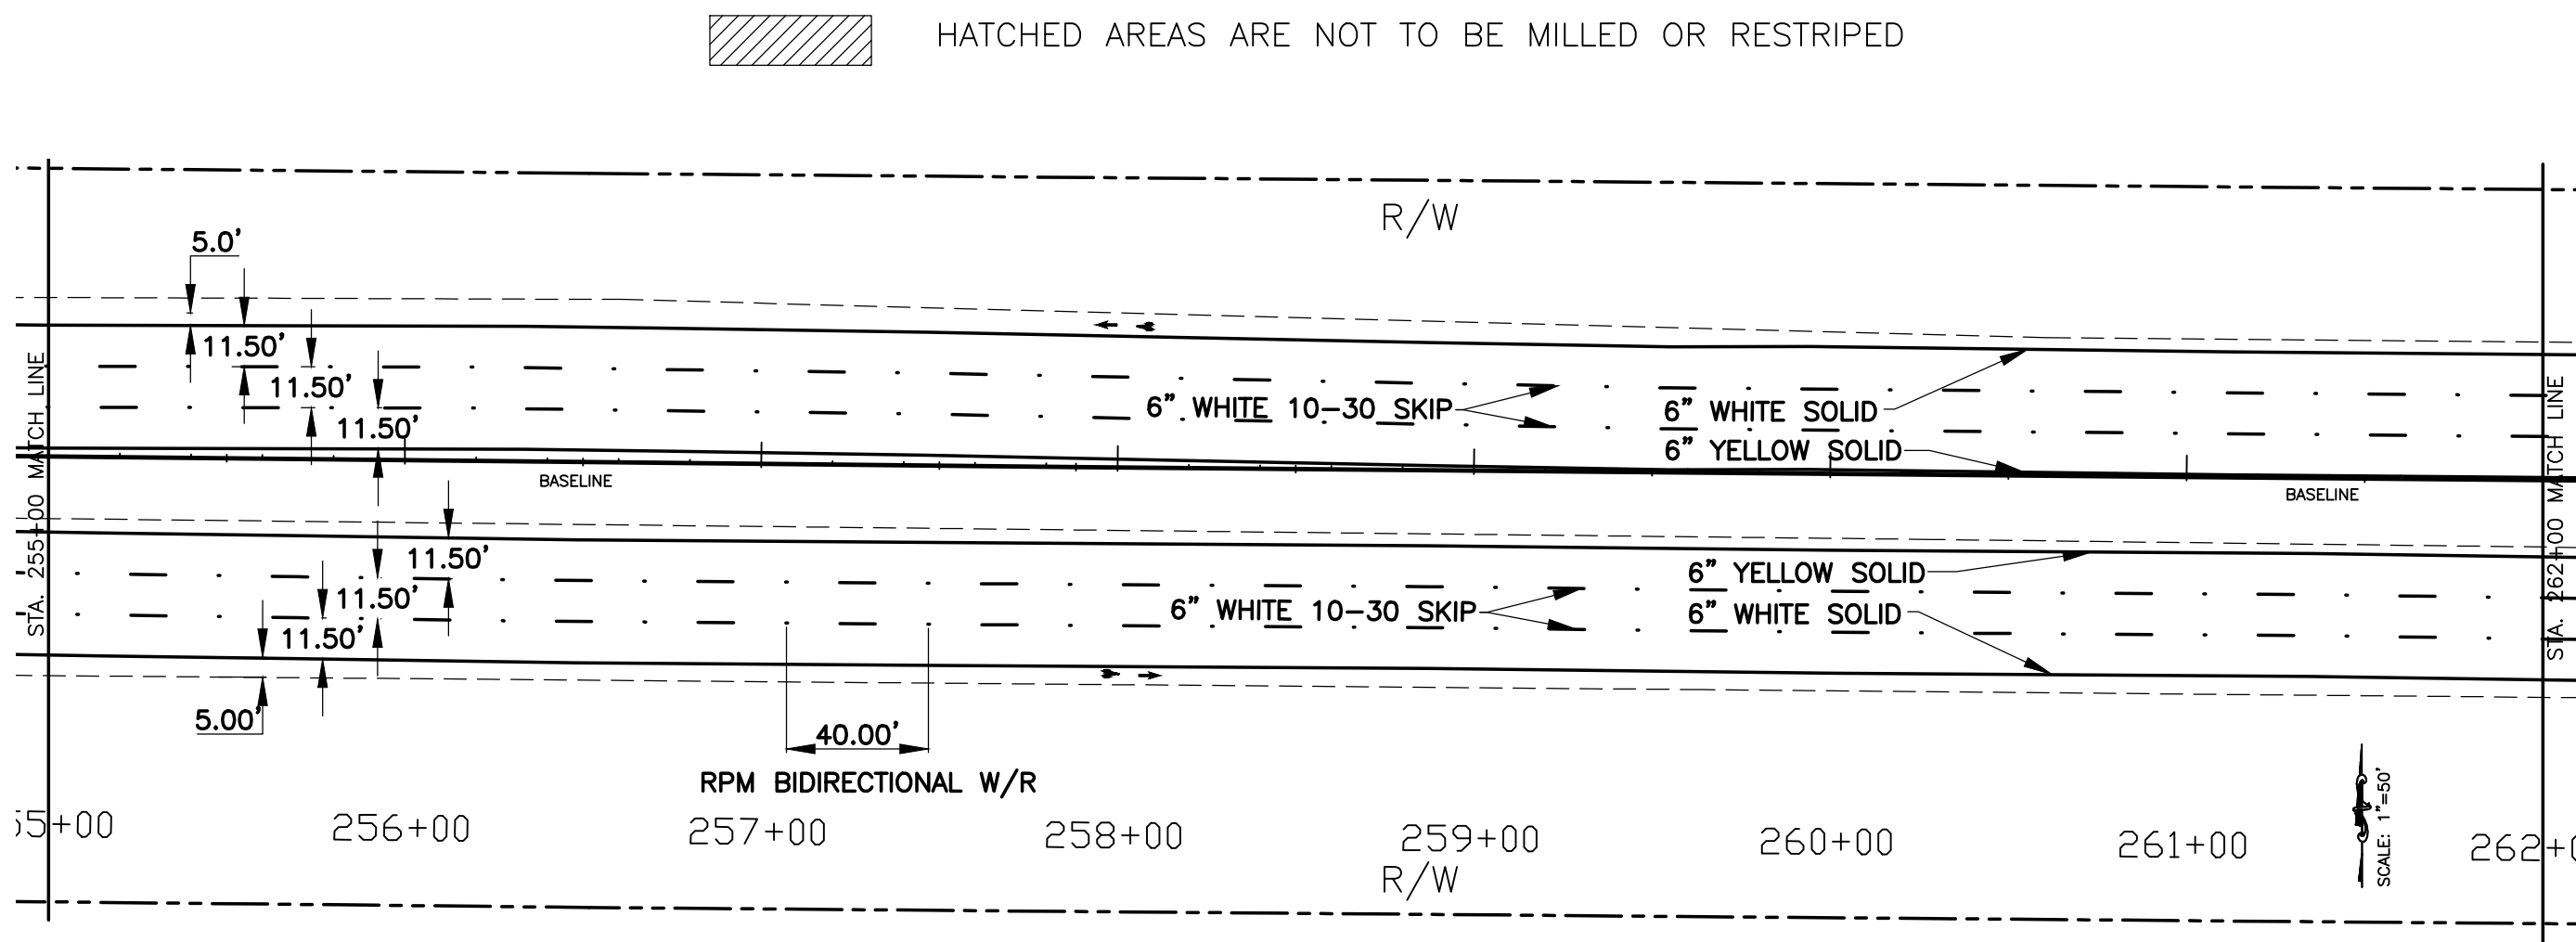 HATCHED AREAS ARE NOT TO BE MILLED OR RESTRIPED
R/W
5.0'
11.50'
11.50'
11.50'
6" WHITE 10-30 SKIP
6" WHITE SOLID
6" YELLOW SOLID
BASELINE
BASELINE
STA. 255+00 MATCH LINE
STA. 262+00 MATCH LINE
11.50'
11.50'
11.50'
5.00'
6" YELLOW SOLID
6" WHITE 10-30 SKIP
6" WHITE SOLID
40.00'
RPM BIDIRECTIONAL W/R
SCALE: 1"=50'
55+00 256+00 257+00 258+00 259+00 260+00 261+00 262+0
R/W